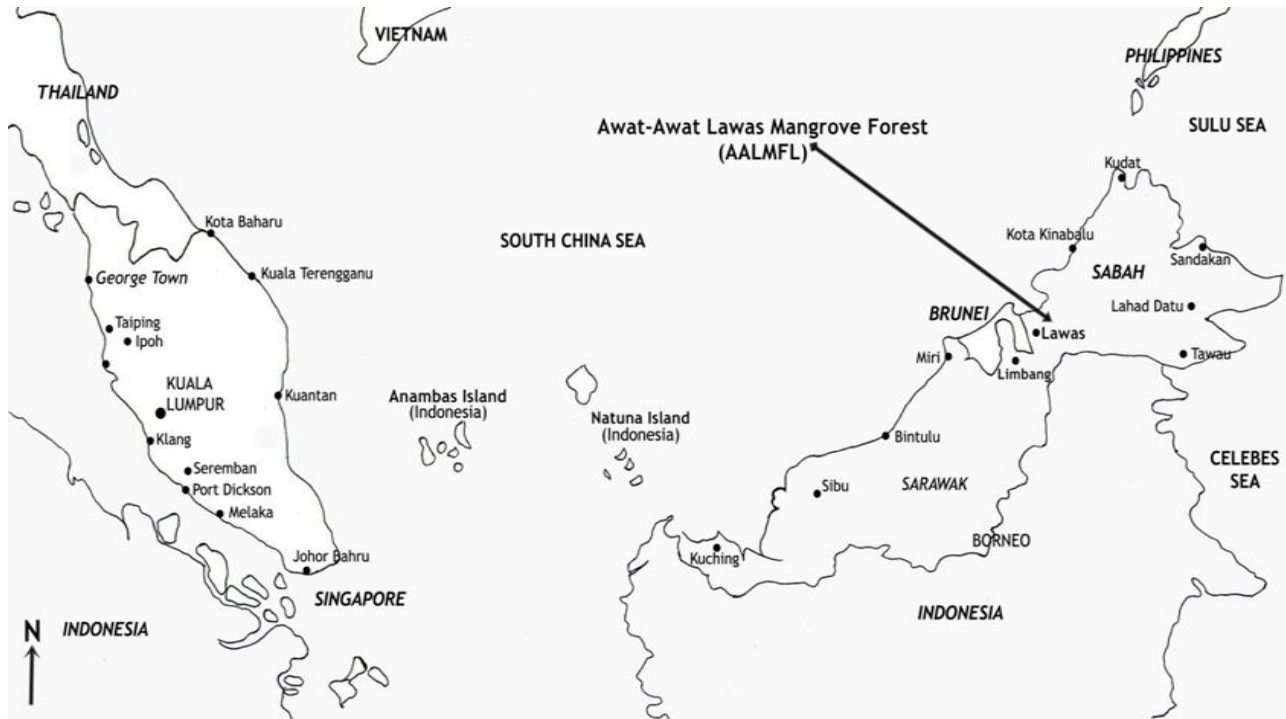 VIETNAM
PHILIPPINES
THAILAND
SULU SEA
Awat-Awat Lawas Mangrove Forest
(AALMFL)
Kudat
Kota Baharu
Kota Kinabalu
SOUTH CHINA SEA
Sandakan
George Town
Kuala Terengganu
SABAH
Lahad Datu
BRUNEI
Taiping
Ipoh
Lawas
Miri
Limbang
Tawau
KUALA
LUMPUR
Kuantan
Anambas Island
(Indonesia)
Natuna Island
(Indonesia)
Klang
Bintulu
CELEBES
SEA
Seremban
Port Dickson
Sibu
SARAWAK
Melaka
BORNEO
Johor Bahru
Kuching
SINGAPORE
INDONESIA
N
INDONESIA